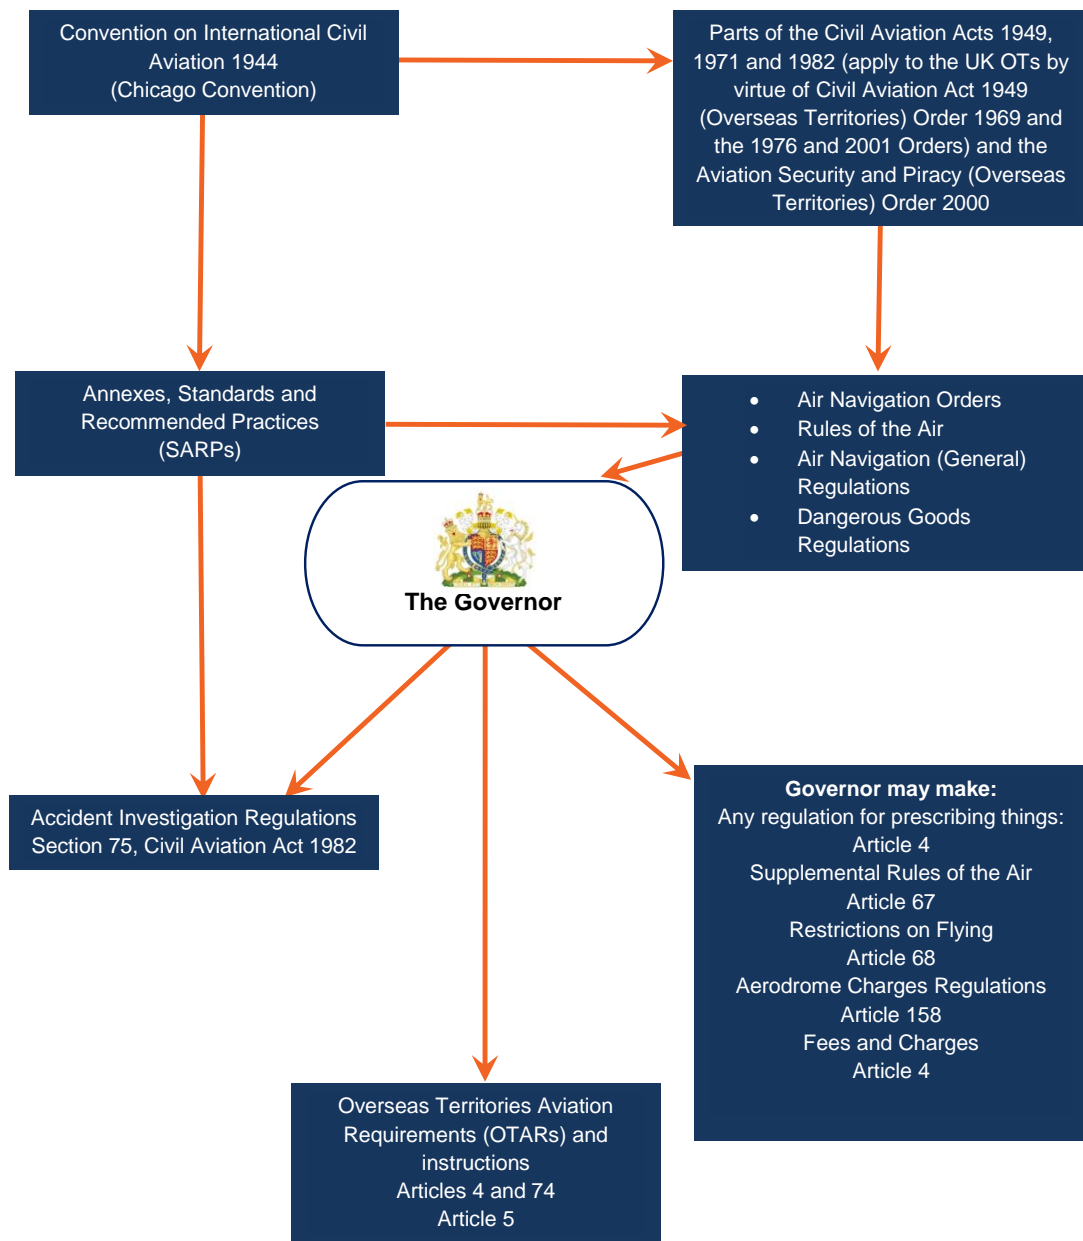 Convention on International Civil
Aviation 1944
(Chicago Convention)
Parts of the Civil Aviation Acts 1949,
1971 and 1982 (apply to the UK OTs by
virtue of Civil Aviation Act 1949
(Overseas Territories) Order 1969 and
the 1976 and 2001 Orders) and the
Aviation Security and Piracy (Overseas
Territories) Order 2000
Annexes, Standards and
Recommended Practices
(SARPs)
• Air Navigation Orders
• Rules of the Air
• Air Navigation (General)
Regulations
• Dangerous Goods
Regulations
The Governor
Accident Investigation Regulations
Section 75, Civil Aviation Act 1982
Governor may make:
Any regulation for prescribing things:
Article 4
Supplemental Rules of the Air
Article 67
Restrictions on Flying
Article 68
Aerodrome Charges Regulations
Article 158
Fees and Charges
Article 4
Overseas Territories Aviation
Requirements (OTARs) and
instructions
Articles 4 and 74
Article 5